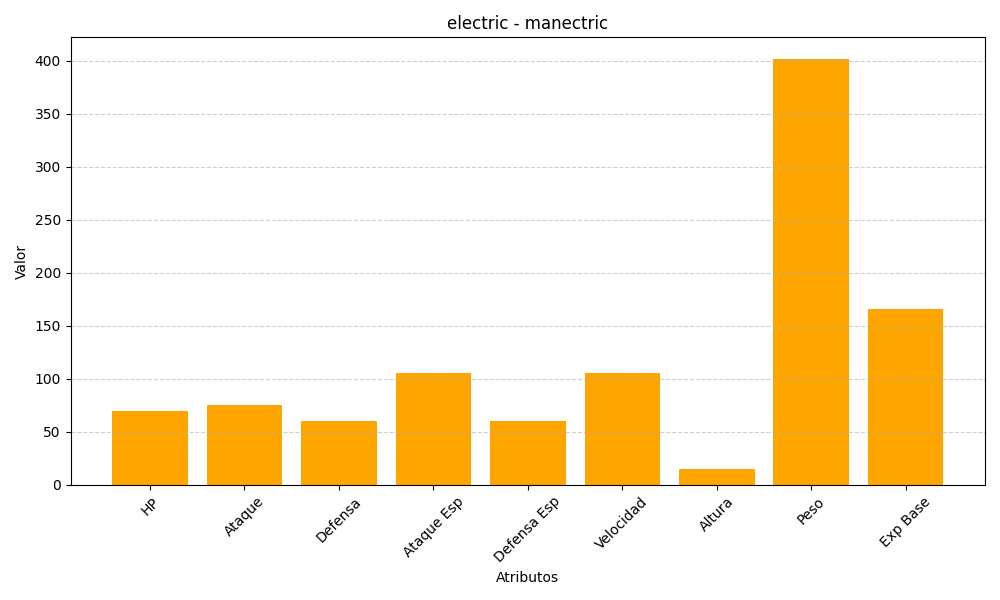 electric - manectric
Valor
400
350
300
250
200
150
100
50
0
HP
Ataque
Defensa
Ataque Esp
Defensa Esp
Velocidad
Altura
Peso
Exp Base
Atributos